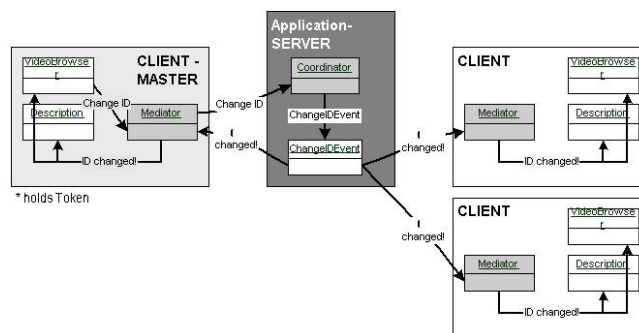 CLIENT -
MASTER
VideoBrowse
r
Change ID
Description
Mediator
ID changed!
* holds Token
Application-
SERVER
Coordinator
Change ID
ChangeIDEvent
ChangeIDEvent
changed!
changed!
changed!
CLIENT
VideoBrowse
r
Mediator
Description
ID changed!
CLIENT
VideoBrowse
r
Mediator
Description
ID changed!